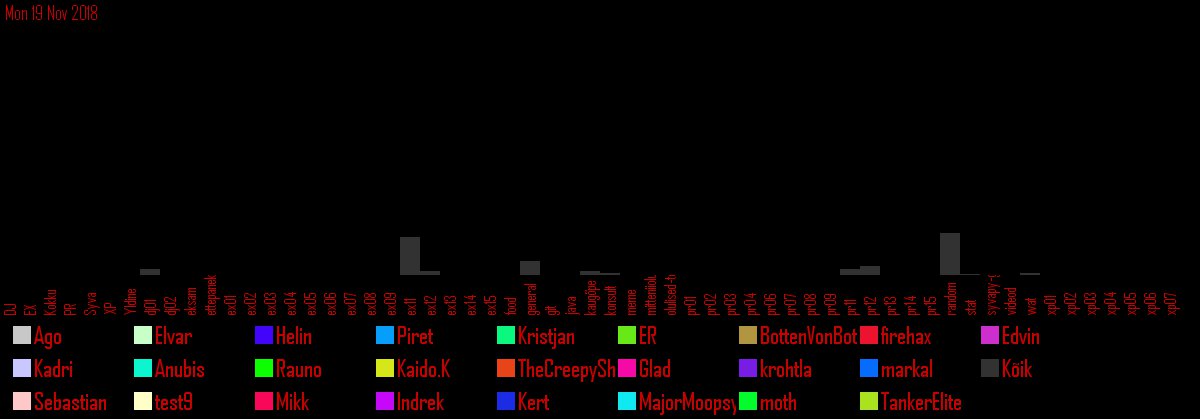 Mon 19 Nov 2018
DJ EX Kokku PR Syva XP Yldine dj01 dj02 eksam ettepanek ex01 ex02 ex03 ex04 ex05 ex06 ex07 ex08 ex09 ex11 ex12 ex13 ex14 ex15 food general git java kaugõpe konsult meme mitteniiolu. olulised-h pr01 pr02 pr03 pr04 pr06 pr07 pr08 pr09 pr11 pr12 pr13 pr14 pr15 random stat syvapy-g videod wat xp01 xp02 xp03 xp04 xp05 xp06 xp07
Ago Elvar Helin Piret Kristjan ER BottenVonBot firehax Edvin
Kadri Anubis Rauno Kaido.K TheCreepySh Glad krohtla markal Kõik
Sebastian test9 Mikk Indrek Kert MajorMoopsy moth TankerElite